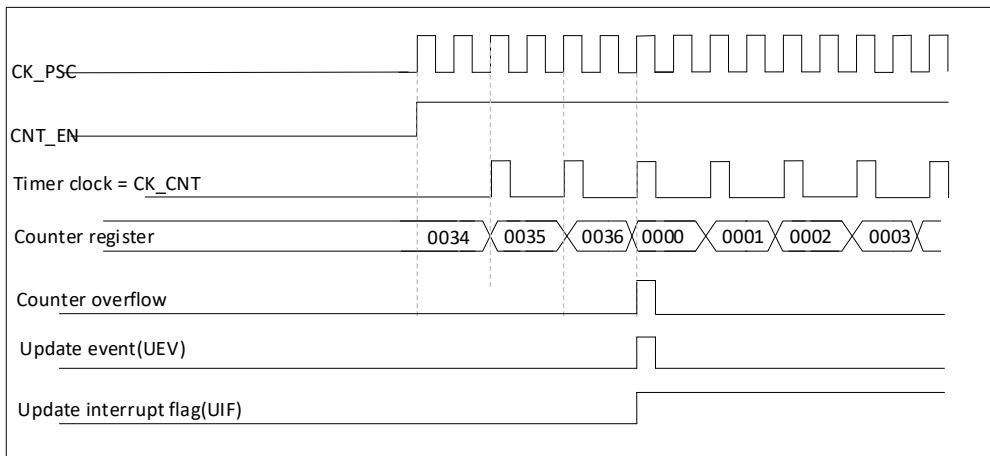 CK_PSC
CNT_EN
Timer clock = CK_CNT
Counter register 0034 0035 0036 0000 0001 0002 0003
Counter overflow
Update event(UEV)
Update interrupt flag(UIF)